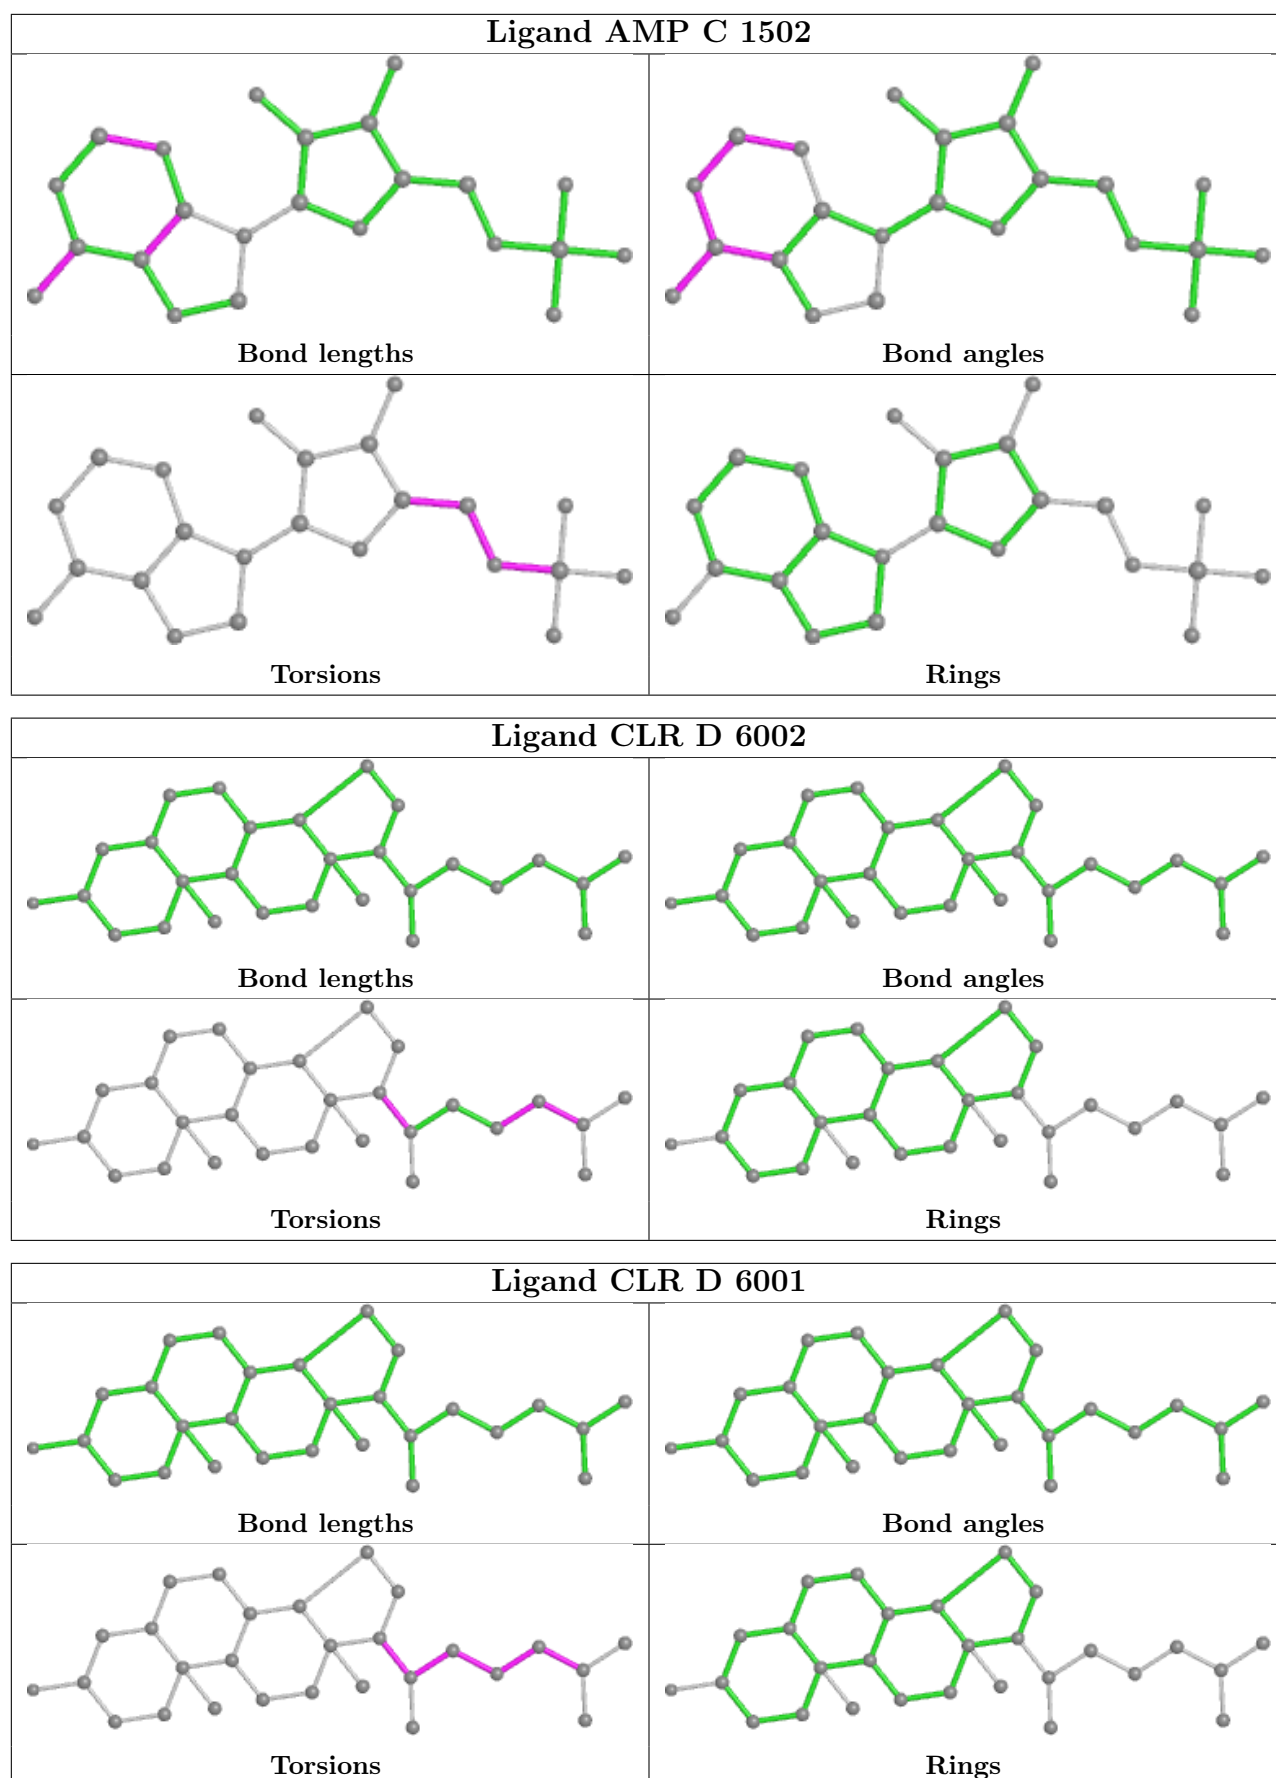 Ligand AMP C 1502
Bond lengths
Bond angles
Torsions
Rings
Ligand CLR D 6002
Bond lengths
Bond angles
Torsions
Rings
Ligand CLR D 6001
Bond lengths
Bond angles
Torsions
Rings